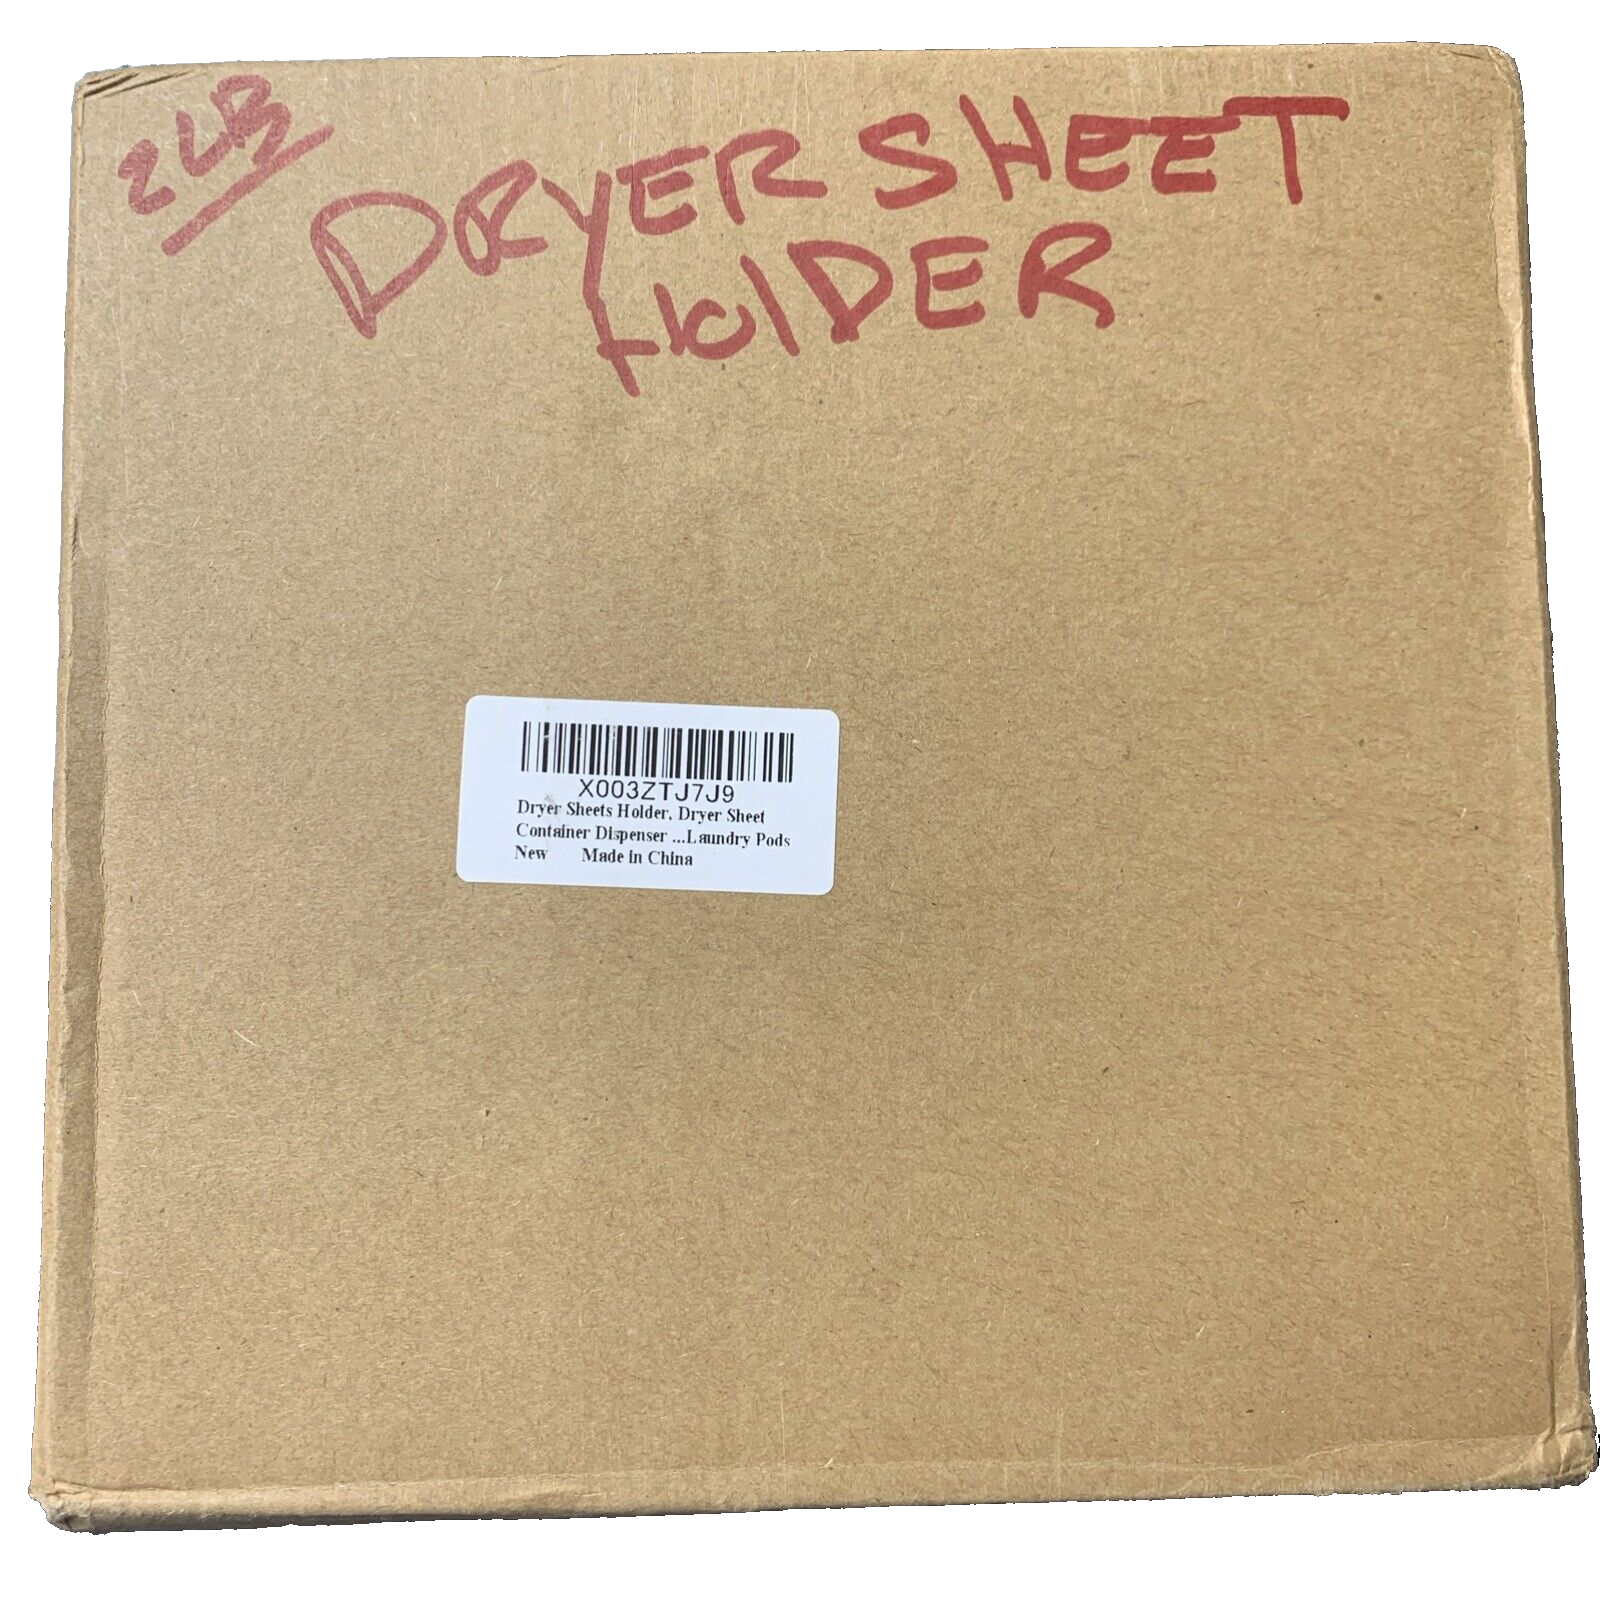 2LB
DRYER SHEET
HOlDER
X003ZTJ7J9
Dryer Sheets Holder, Dryer Sheet
Container Dispenser ...Laundry Pods
New Made in China